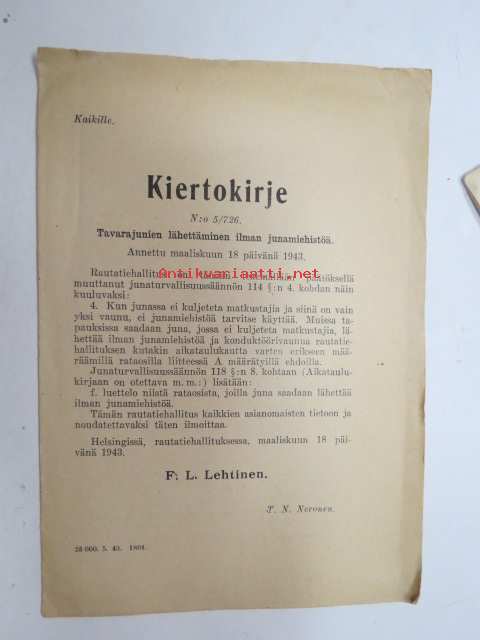 Kaikille.
Kiertokirje
N:o 5/726.
Tavarajunien lähettäminen ilman junamiehistöä.
Annettu maaliskuun 18 päivänä 1943.
Antikvariaatti.net
Rautatiehallitus on tänään päätöksellä
muuttanut junaturvallisuussäännön 114 §:n 4. kohdan näin
kuuluvaksi:
4. Kun junassa ei kuljeteta matkustajia ja siinä on vain
yksi vaunu, ei junamiehistöä tarvitse käyttää. Muissa ta-
pauksissa saadaan juna, jossa ei kuljeteta matkustajia, lä-
hettää ilman junamiehistöä ja konduktöörivaunua rautatie-
hallituksen kutakin aikataulukautta varten erikseen mää-
räämillä rataosilla liitteessä A määrätyillä ehdoilla.
Junaturvallisuussäännön 118 §:n 8. kohtaan (Aikataulu-
kirjaan on otettava m. m.:) lisätään:
f. luettelo niistä rataosista, joilla juna saadaan lähettää
ilman junamiehistöä.
Tämän rautatiehallitus kaikkien asianomaisten tietoon ja
noudatettavaksi täten ilmoittaa.
Helsingissä, rautatiehallituksessa, maaliskuun 18 päi-
vänä 1943.
F. L. Lehtinen.
T. N. Neronen.
5. 43. 1804.